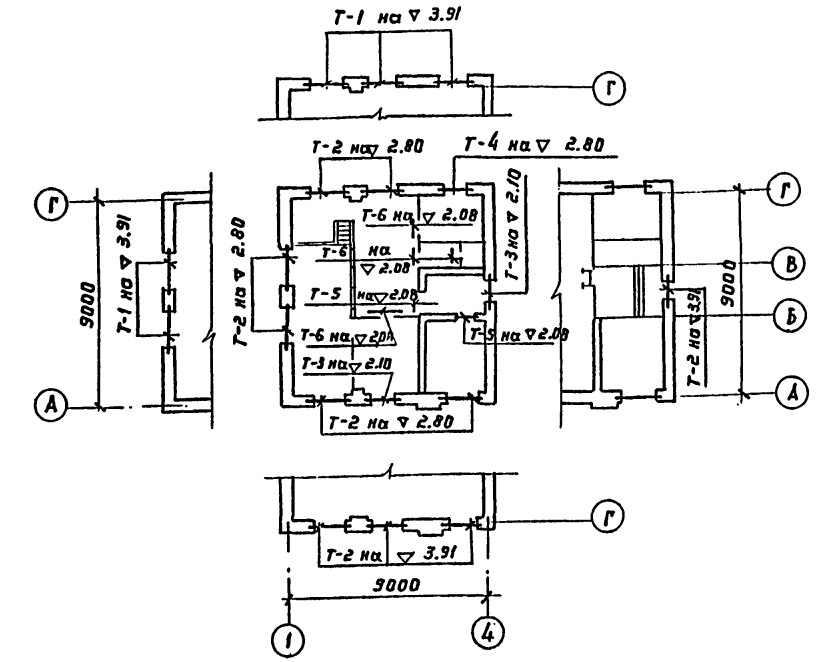 Т-1 на ▽ 3.91
Г
Т-2 на▽ 2.80
Т-4 на ▽ 2.80
Г
9000
Т-1 на ▽ 3.91
Т-2 на ▽ 2.80
Т-6 на ▽ 2.08
Т-6 на
▽ 2.08
Т-5 на▽2.08
Т-6 на▽2.08
Т-3 на▽ 2.10
Т-3 на ▽ 2.10
Т-5 на▽2.08
Т-2 на▽3.91
9000
Г
В
Б
А
А
Т-2 на ▽ 2.80
Г
Т-2 на ▽ 3.91
9000
1
4